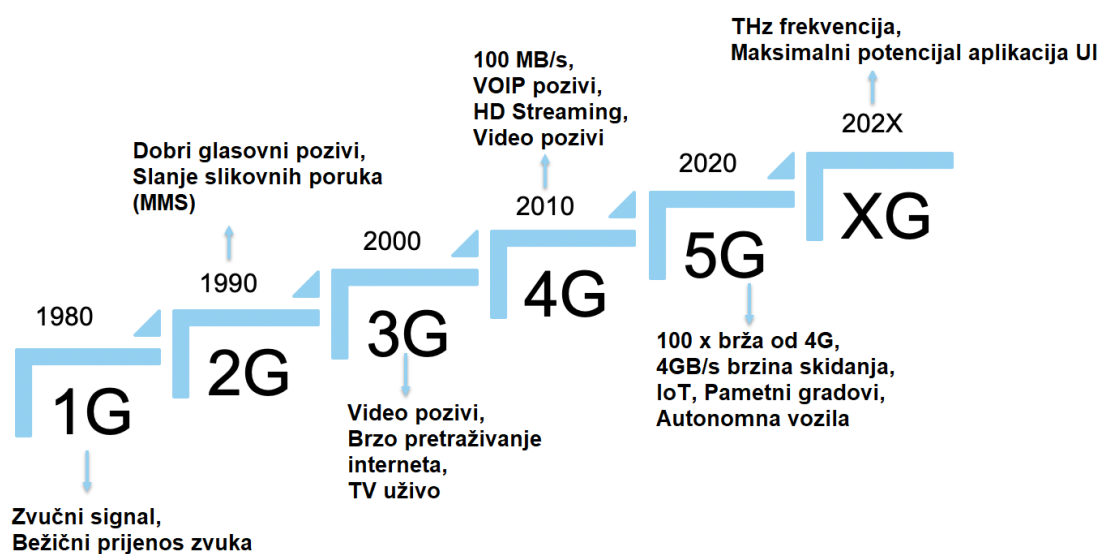 1980
1G
Zvučni signal,
Bežični prijenos zvuka
Dobri glasovni pozivi,
Slanje slikovnih poruka
(MMS)
1990
2G
2000
3G
Video pozivi,
Brzo pretraživanje
interneta,
TV uživo
100 MB/s,
VOIP pozivi,
HD Streaming,
Video pozivi
2010
4G
2020
5G
100 x brža od 4G,
4GB/s brzina skidanja,
IoT, Pametni gradovi,
Autonomna vozila
THz frekvencija,
Maksimalni potencijal aplikacija UI
202X
XG